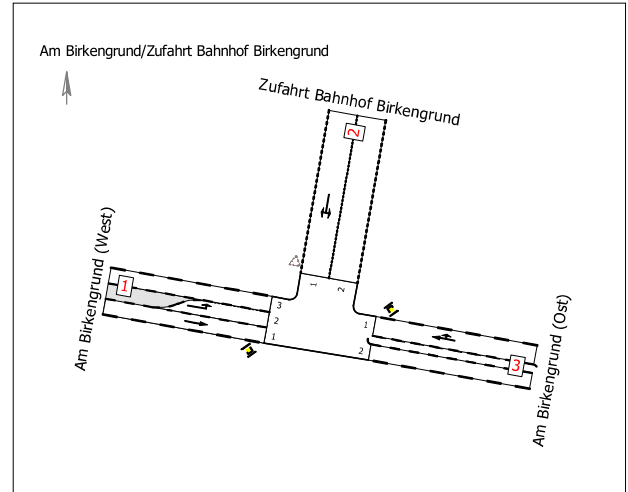 Am Birkengrund/Zufahrt Bahnhof Birkengrund
Zufahrt Bahnhof Birkengrund
2
Am Birkengrund (West)
1
1
2
3
2
1
1
2
3
Am Birkengrund (Ost)